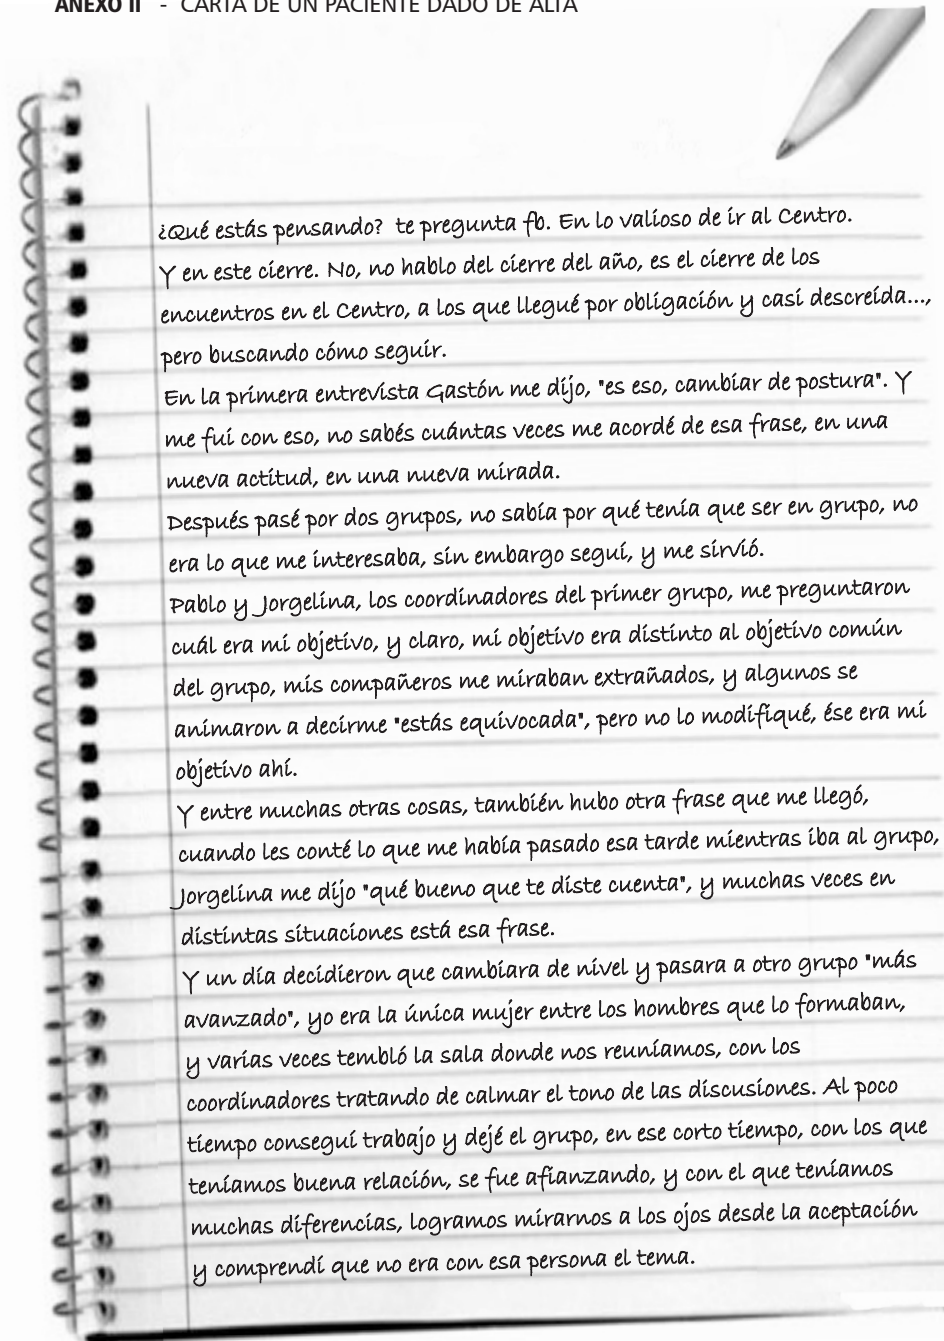 ANEXO II - CARTA DE UN PACIENTE DADO DE ALTA
¿Qué estás pensando? te pregunta fb. En lo valioso de ir al Centro.
Y en este cierre. No, no hablo del cierre del año, es el cierre de los
encuentros en el Centro, a los que llegué por obligación y casi descreída...,
pero buscando cómo seguir.
En la primera entrevista Gastón me dijo, "es eso, cambiar de postura". Y
me fui con eso, no sabés cuántas veces me acordé de esa frase, en una
nueva actitud, en una nueva mirada.
Después pasé por dos grupos, no sabía por qué tenía que ser en grupo, no
era lo que me interesaba, sin embargo seguí, y me sirvió.
Pablo y Jorgelina, los coordinadores del primer grupo, me preguntaron
cuál era mi objetivo, y claro, mi objetivo era distinto al objetivo común
del grupo, mis compañeros me miraban extrañados, y algunos se
animaron a decirme "estás equivocada", pero no lo modifiqué, ése era mi
objetivo ahí.
Y entre muchas otras cosas, también hubo otra frase que me llegó,
cuando les conté lo que me había pasado esa tarde mientras iba al grupo,
Jorgelina me dijo "qué bueno que te diste cuenta", y muchas veces en
distintas situaciones está esa frase.
Y un día decidieron que cambiara de nivel y pasara a otro grupo "más
avanzado", yo era la única mujer entre los hombres que lo formaban,
y varias veces tembló la sala donde nos reuníamos, con los
coordinadores tratando de calmar el tono de las discusiones. Al poco
tiempo conseguí trabajo y dejé el grupo, en ese corto tiempo, con los que
teníamos buena relación, se fue afianzando, y con el que teníamos
muchas diferencias, logramos mirarnos a los ojos desde la aceptación
y comprendí que no era con esa persona el tema.